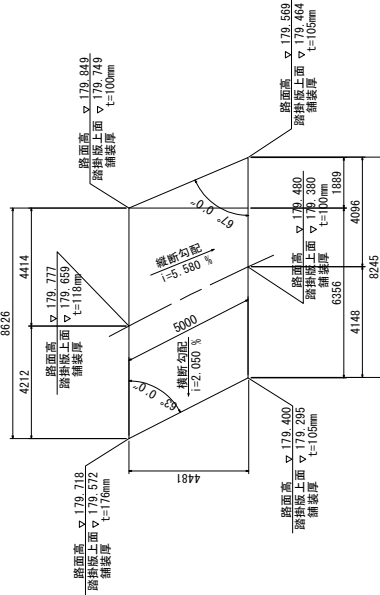 8626
4212
4414
路面高 ▽ 179.718
踏掛版上面 ▽ 179.572
舗装厚 t=176mm
路面高 ▽ 179.777
踏掛版上面 ▽ 179.659
舗装厚 t=118mm
路面高 ▽ 179.849
踏掛版上面 ▽ 179.749
舗装厚 t=100mm
63° 0′0″
5000
縦断勾配
i=5.580 %
横断勾配
i=2.050 %
67° 0′0″
4481
路面高 ▽ 179.400
踏掛版上面 ▽ 179.295
舗装厚 t=105mm
路面高 ▽ 179.480
踏掛版上面 ▽ 179.380
舗装厚 t=100mm
路面高 ▽ 179.569
踏掛版上面 ▽ 179.464
舗装厚 t=105mm
6356
1889
4148
4096
8245